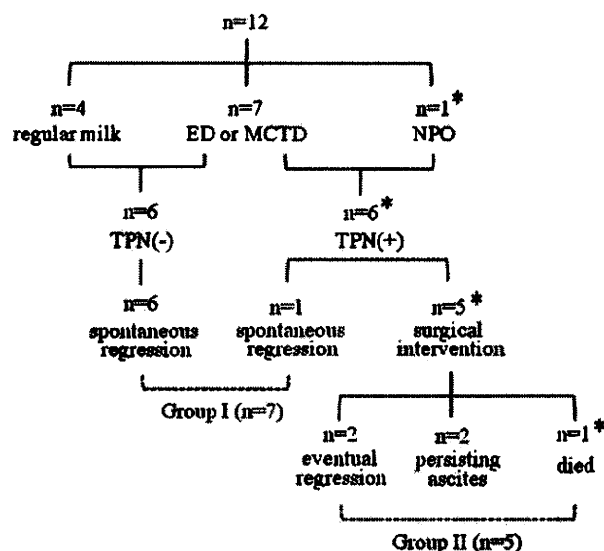 n=12
n=4 n=7 n=1*
regular milk ED or MCTD NPO
n=6 n=6*
TPN(-) TPN(+)
n=6 n=1 n=5*
spontaneous spontaneous surgical
regression regression intervention
Group I (n=7)
n=2 n=2 n=1*
eventual persisting died
regression ascites
Group II (n=5)